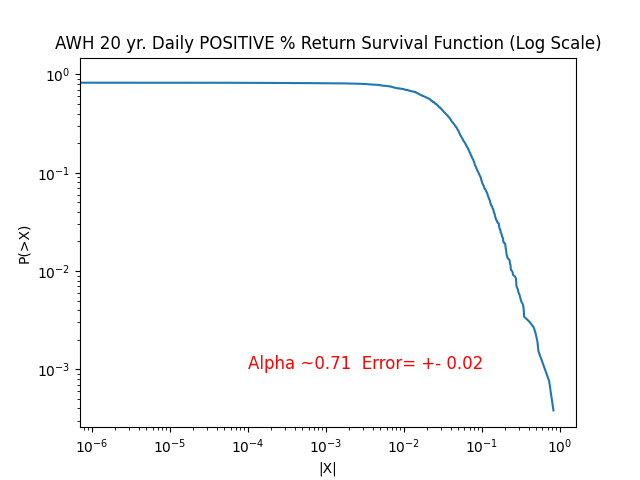 AWH 20 yr. Daily POSITIVE % Return Survival Function (Log Scale)
10⁰
10⁻¹
10⁻²
10⁻³
P(>X)
Alpha ~0.71  Error= +- 0.02
10⁻⁶ 10⁻⁵ 10⁻⁴ 10⁻³ 10⁻² 10⁻¹ 10⁰
|X|